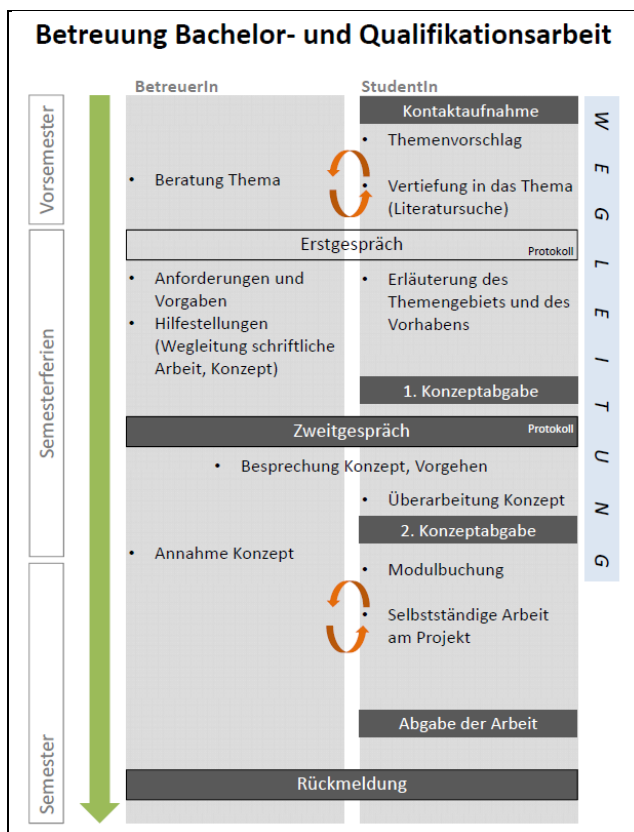 Betreuung Bachelor- und Qualifikationsarbeit
BetreuerIn
StudentIn
Vorsemester
Kontaktaufnahme
• Themenvorschlag
• Beratung Thema
• Vertiefung in das Thema
(Literatursuche)
Erstgespräch
Protokoll
Semesterferien
• Anforderungen und
Vorgaben
• Hilfestellungen
(Wegleitung schriftliche
Arbeit, Konzept)
• Erläuterung des
Themengebiets und des
Vorhabens
1. Konzeptabgabe
Zweitgespräch
Protokoll
• Besprechung Konzept, Vorgehen
• Überarbeitung Konzept
2. Konzeptabgabe
• Annahme Konzept
Semester
• Modulbuchung
• Selbstständige Arbeit
am Projekt
Abgabe der Arbeit
Rückmeldung
WEGLEITUNG